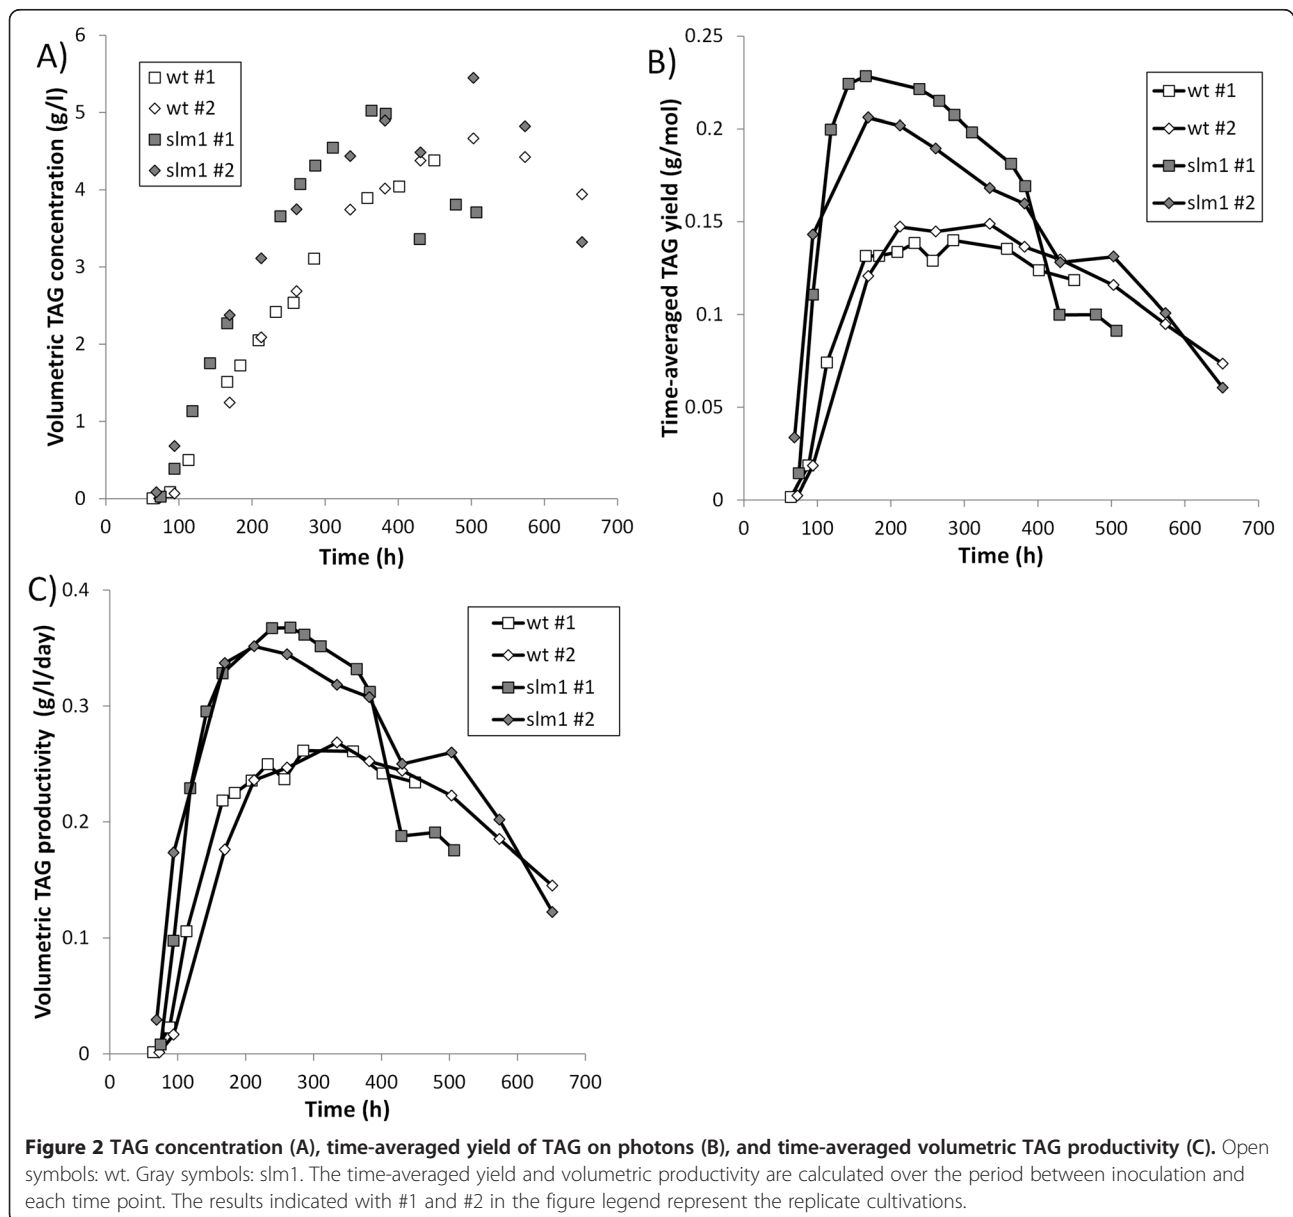 A)
Volumetric TAG concentration (g/l)
6
5
4
3
2
1
0
0 100 200 300 400 500 600 700
Time (h)
wt #1
wt #2
slm1 #1
slm1 #2
B)
Time-averaged TAG yield (g/mol)
0.25
0.2
0.15
0.1
0.05
0
0 100 200 300 400 500 600 700
Time (h)
wt #1
wt #2
slm1 #1
slm1 #2
C)
Volumetric TAG productivity (g/l/day)
0.4
0.3
0.2
0.1
0
0 100 200 300 400 500 600 700
Time (h)
wt #1
wt #2
slm1 #1
slm1 #2
Figure 2 TAG concentration (A), time-averaged yield of TAG on photons (B), and time-averaged volumetric TAG productivity (C). Open
symbols: wt. Gray symbols: slm1. The time-averaged yield and volumetric productivity are calculated over the period between inoculation and
each time point. The results indicated with #1 and #2 in the figure legend represent the replicate cultivations.